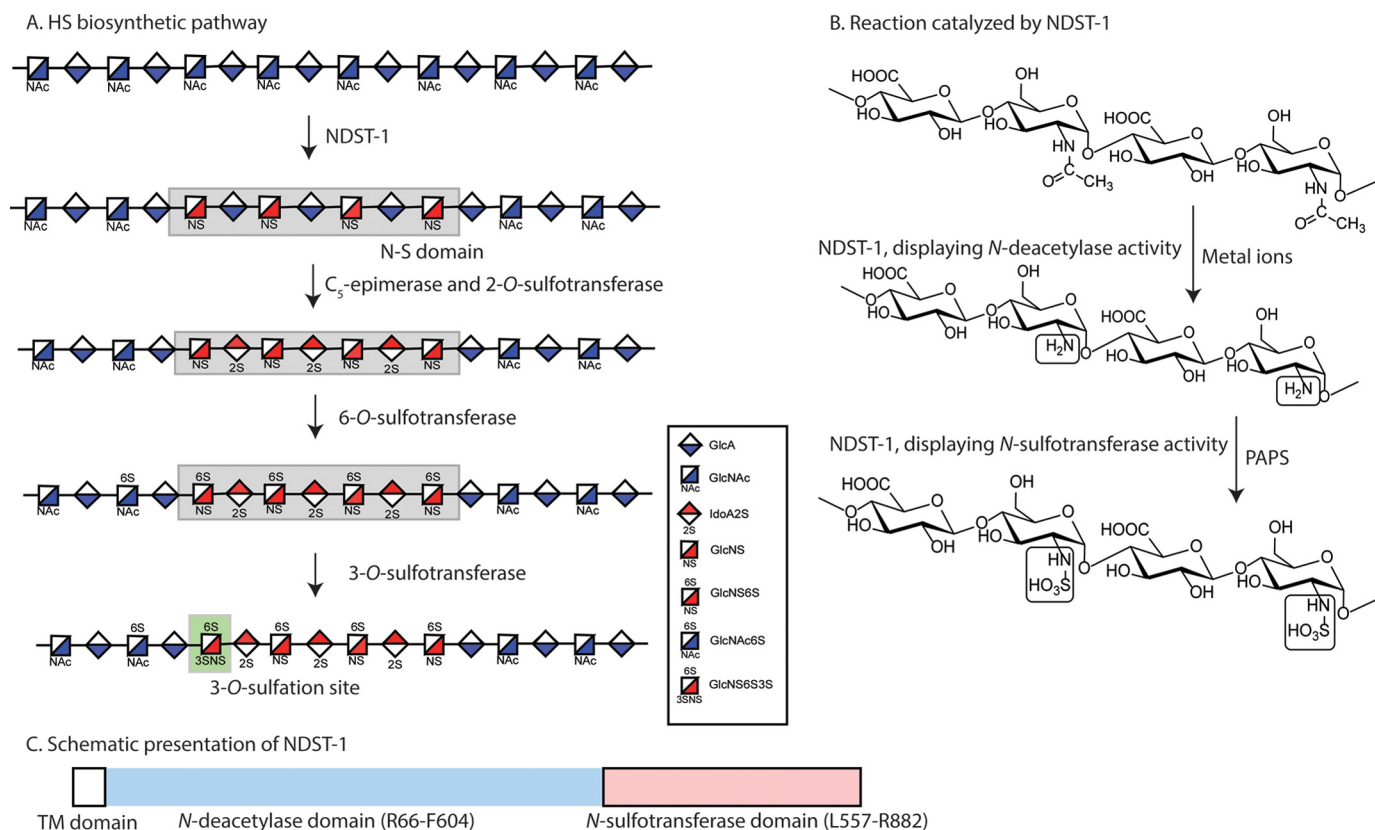 A. HS biosynthetic pathway
NAc NAc NAc NAc NAc NAc NAc NAc
NDST-1
NAc NAc NS NS NS NS NAc NAc
N-S domain
C5-epimerase and 2-O-sulfotransferase
NAc NAc NS 2S NS 2S NS 2S NS NAc NAc
6-O-sulfotransferase
6S 6S 6S 6S 6S
NAc NAc NS 2S NS 2S NS 2S NS NAc NAc
3-O-sulfotransferase
6S 6S 6S 6S 6S
NAc NAc 3SNS 2S NS 2S NS 2S NS NAc NAc
3-O-sulfation site
GlcA
GlcNAc
NAc
IdoA2S
2S
GlcNS
NS
6S
GlcNS6S
NS
6S
GlcNAc6S
NAc
6S
GlcNS6S3S
3SNS
B. Reaction catalyzed by NDST-1
HOOC O OH O HOOC O OH O
O HO OH O HO HN O HO OH O HO HN O
O CH3 O CH3
NDST-1, displaying N-deacetylase activity
Metal ions
HOOC O OH O HOOC O OH O
O HO OH O HO H2N O HO OH O HO H2N O
NDST-1, displaying N-sulfotransferase activity
PAPS
HOOC O OH O HOOC O OH O
O HO OH O HO HN O HO OH O HO HN O
HO3S HO3S
C. Schematic presentation of NDST-1
TM domain
N-deacetylase domain (R66-F604)
N-sulfotransferase domain (L557-R882)